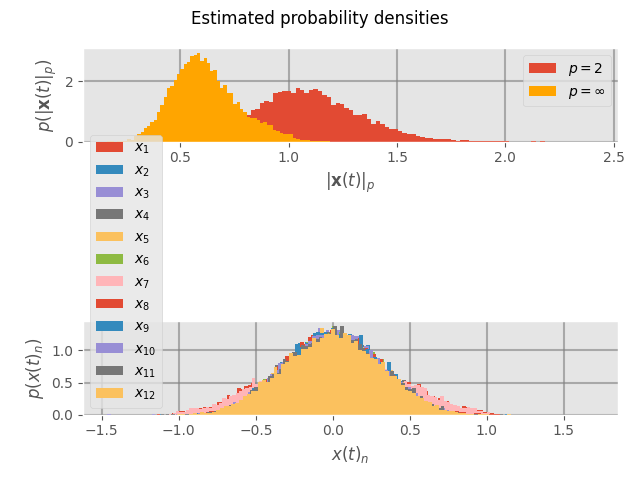 Estimated probability densities
p(|x(t)|ₚ)
2
0
p = 2
p = ∞
0.5 1.0 1.5 2.0 2.5
|x(t)|ₚ
x₁
x₂
x₃
x₄
x₅
x₆
x₇
x₈
x₉
x₁₀
x₁₁
x₁₂
p(x(t)ₙ)
1.0
0.5
0.0
−1.5 −1.0 −0.5 0.0 0.5 1.0 1.5
x(t)ₙ